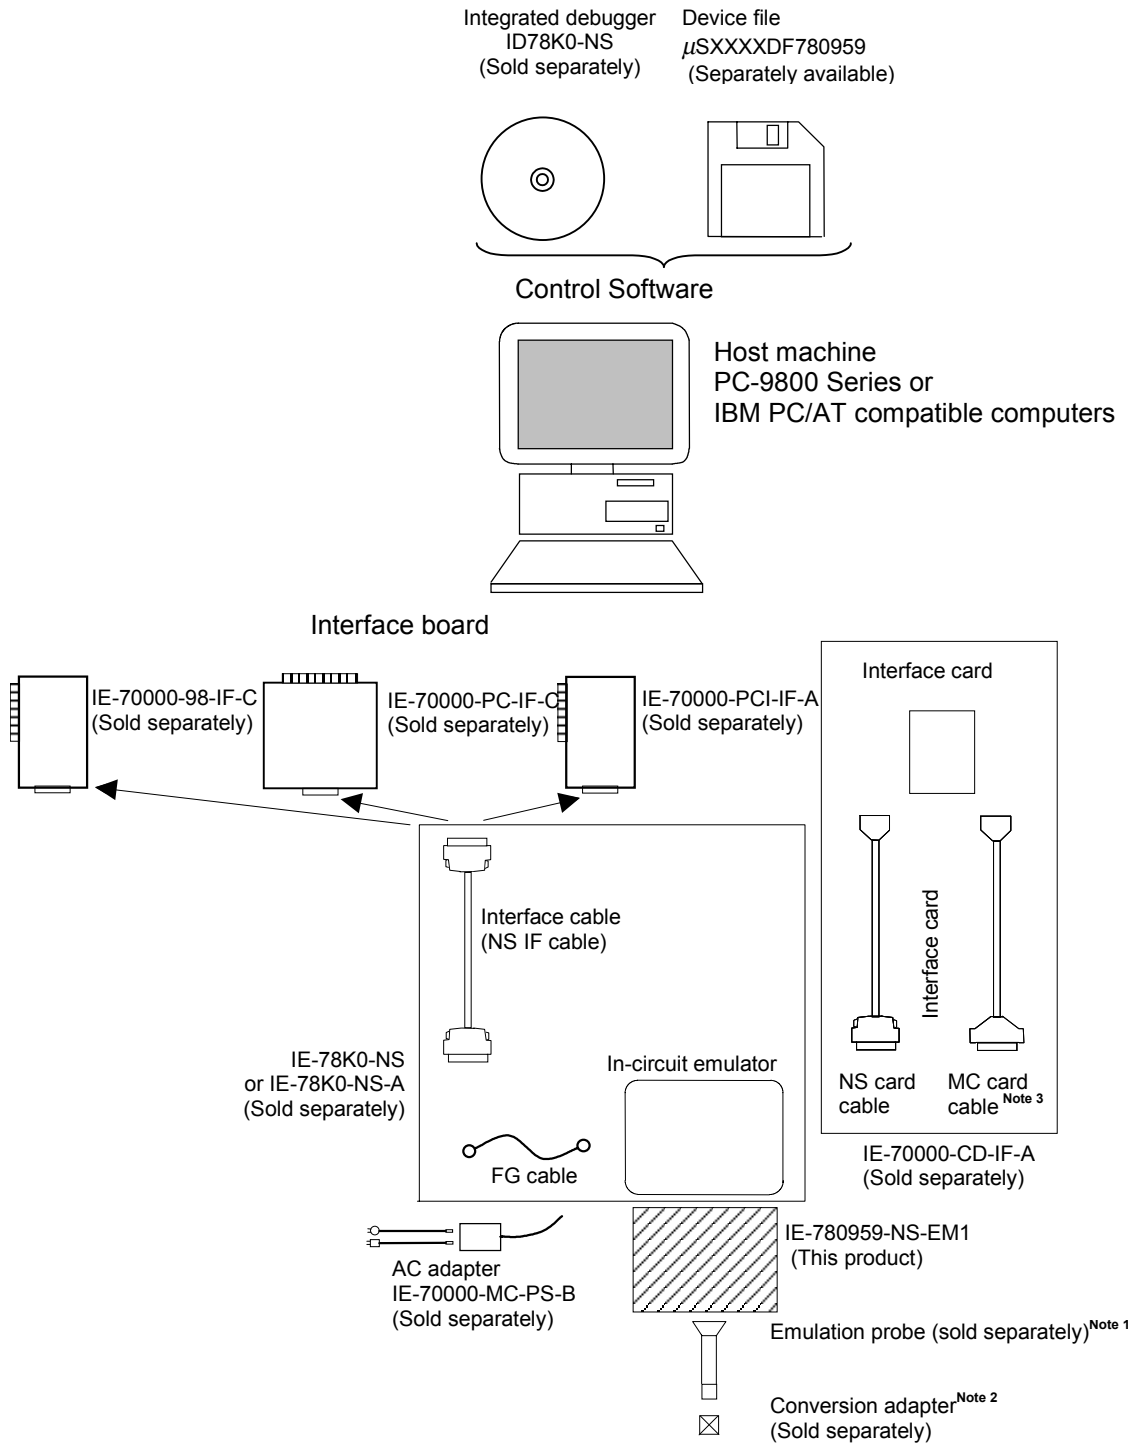 Integrated debugger
ID78K0-NS
(Sold separately)
Device file
μSXXXXDF780959
(Separately available)
Control Software
Host machine
PC-9800 Series or
IBM PC/AT compatible computers
Interface board
IE-70000-98-IF-C
(Sold separately)
IE-70000-PC-IF-C
(Sold separately)
IE-70000-PCI-IF-A
(Sold separately)
Interface card
Interface cable
(NS IF cable)
Interface card
IE-78K0-NS
or IE-78K0-NS-A
(Sold separately)
In-circuit emulator
NS card
cable
MC card
cable Note 3
FG cable
IE-70000-CD-IF-A
(Sold separately)
IE-780959-NS-EM1
(This product)
AC adapter
IE-70000-MC-PS-B
(Sold separately)
Emulation probe (sold separately) Note 1
Conversion adapter Note 2
(Sold separately)